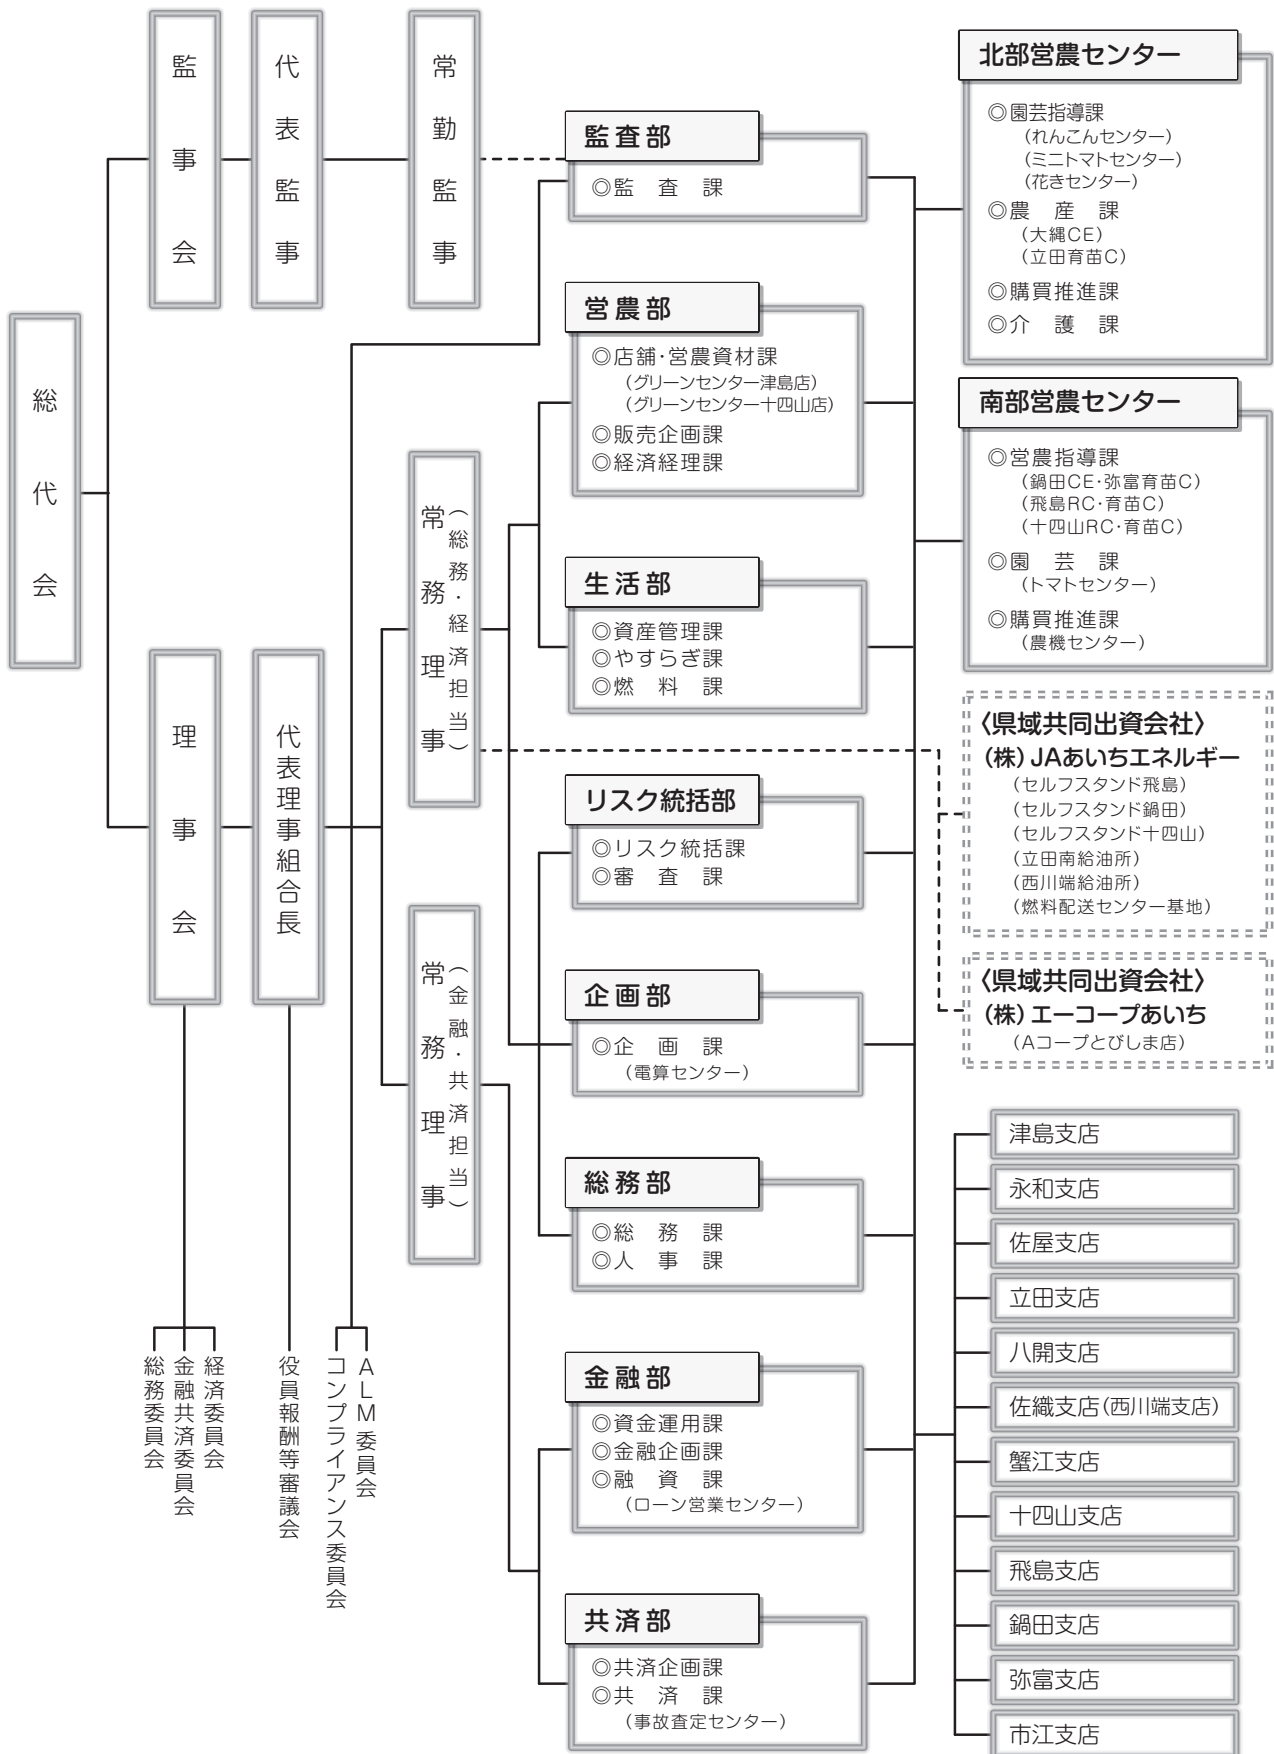 総代会
監事会
代表監事
常勤監事
理事会
代表理事組合長
常務理事
(総務・経済担当)
常務理事
(金融・共済担当)
総務委員会
金融共済委員会
経済委員会
役員報酬等審議会
コンプライアンス委員会
ALM委員会
監査部
◎監査課
営農部
◎店舗・営農資材課
(グリーンセンター津島店)
(グリーンセンター十四山店)
◎販売企画課
◎経済経理課
生活部
◎資産管理課
◎やすらぎ課
◎燃料課
リスク統括部
◎リスク統括課
◎審査課
企画部
◎企画課
(電算センター)
総務部
◎総務課
◎人事課
金融部
◎資金運用課
◎金融企画課
◎融資課
(ローン営業センター)
共済部
◎共済企画課
◎共済課
(事故査定センター)
北部営農センター
◎園芸指導課
(れんこんセンター)
(ミニトマトセンター)
(花きセンター)
◎農産課
(大縄CE)
(立田育苗C)
◎購買推進課
◎介護課
南部営農センター
◎営農指導課
(鍋田CE・弥富育苗C)
(飛島RC・育苗C)
(十四山RC・育苗C)
◎園芸課
(トマトセンター)
◎購買推進課
(農機センター)
〈県域共同出資会社〉
(株)JAあいちエネルギー
(セルフスタンド飛島)
(セルフスタンド鍋田)
(セルフスタンド十四山)
(立田南給油所)
(西川端給油所)
(燃料配送センター基地)
〈県域共同出資会社〉
(株)エーコープあいち
(Aコープとびしま店)
津島支店
永和支店
佐屋支店
立田支店
八開支店
佐織支店(西川端支店)
蟹江支店
十四山支店
飛島支店
鍋田支店
弥富支店
市江支店